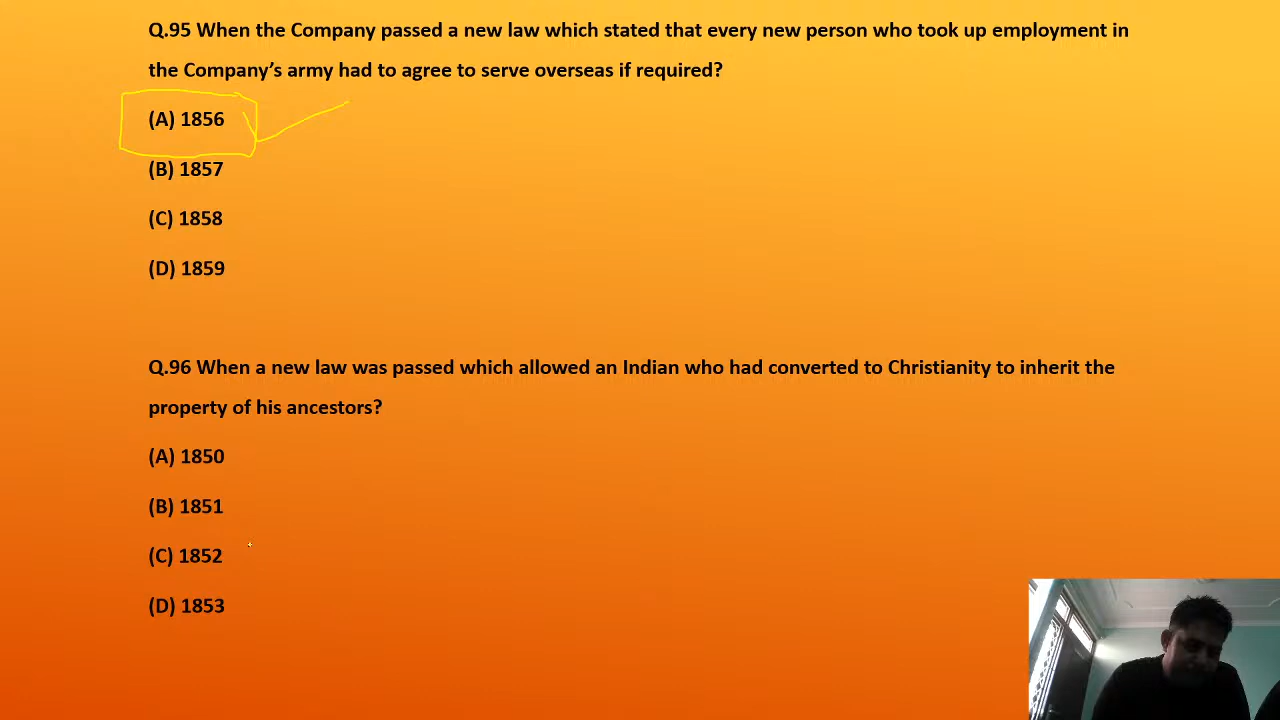 Q.95 When the Company passed a new law which stated that every new person who took up employment in
the Company’s army had to agree to serve overseas if required?
(A) 1856
(B) 1857
(C) 1858
(D) 1859
Q.96 When a new law was passed which allowed an Indian who had converted to Christianity to inherit the
property of his ancestors?
(A) 1850
(B) 1851
(C) 1852
(D) 1853